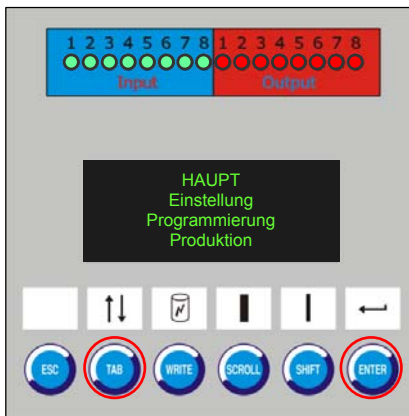 1 2 3 4 5 6 7 8 1 2 3 4 5 6 7 8
Input Output
HAUPT
Einstellung
Programmierung
Produktion
ESC TAB WRITE SCROLL SHIFT ENTER